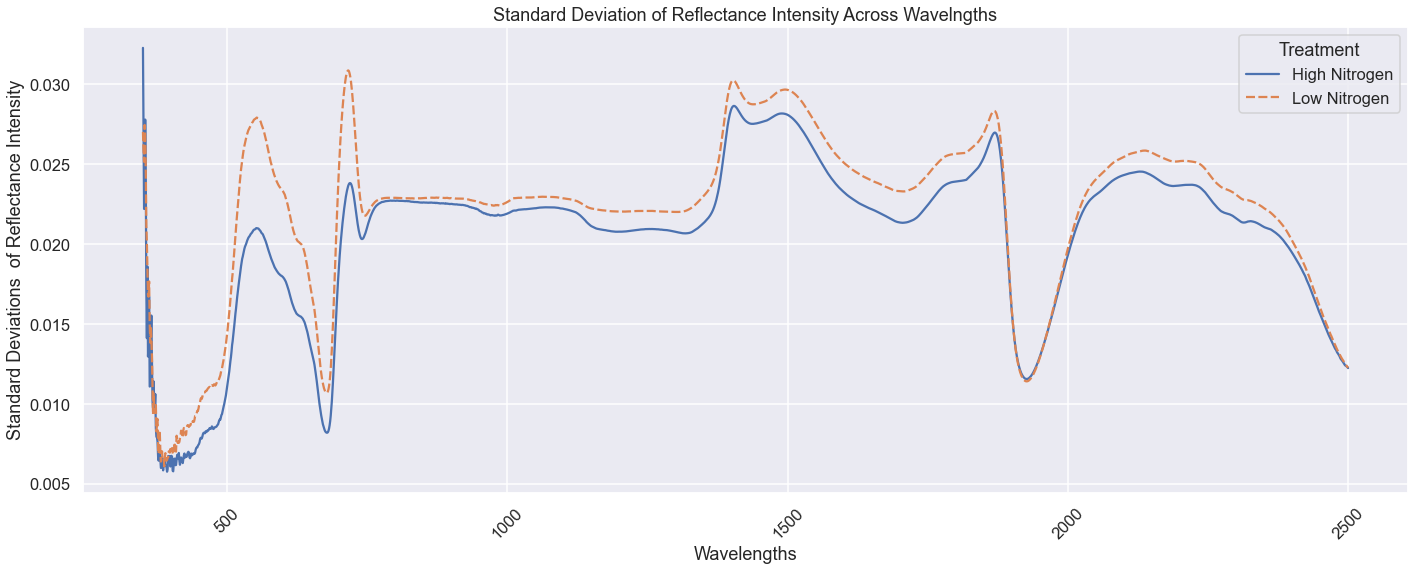 Standard Deviation of Reflectance Intensity Across Wavelngths
Standard Deviations  of Reflectance Intensity
0.030
0.025
0.020
0.015
0.010
0.005
Treatment
High Nitrogen
Low Nitrogen
500
1000
1500
2000
2500
Wavelengths